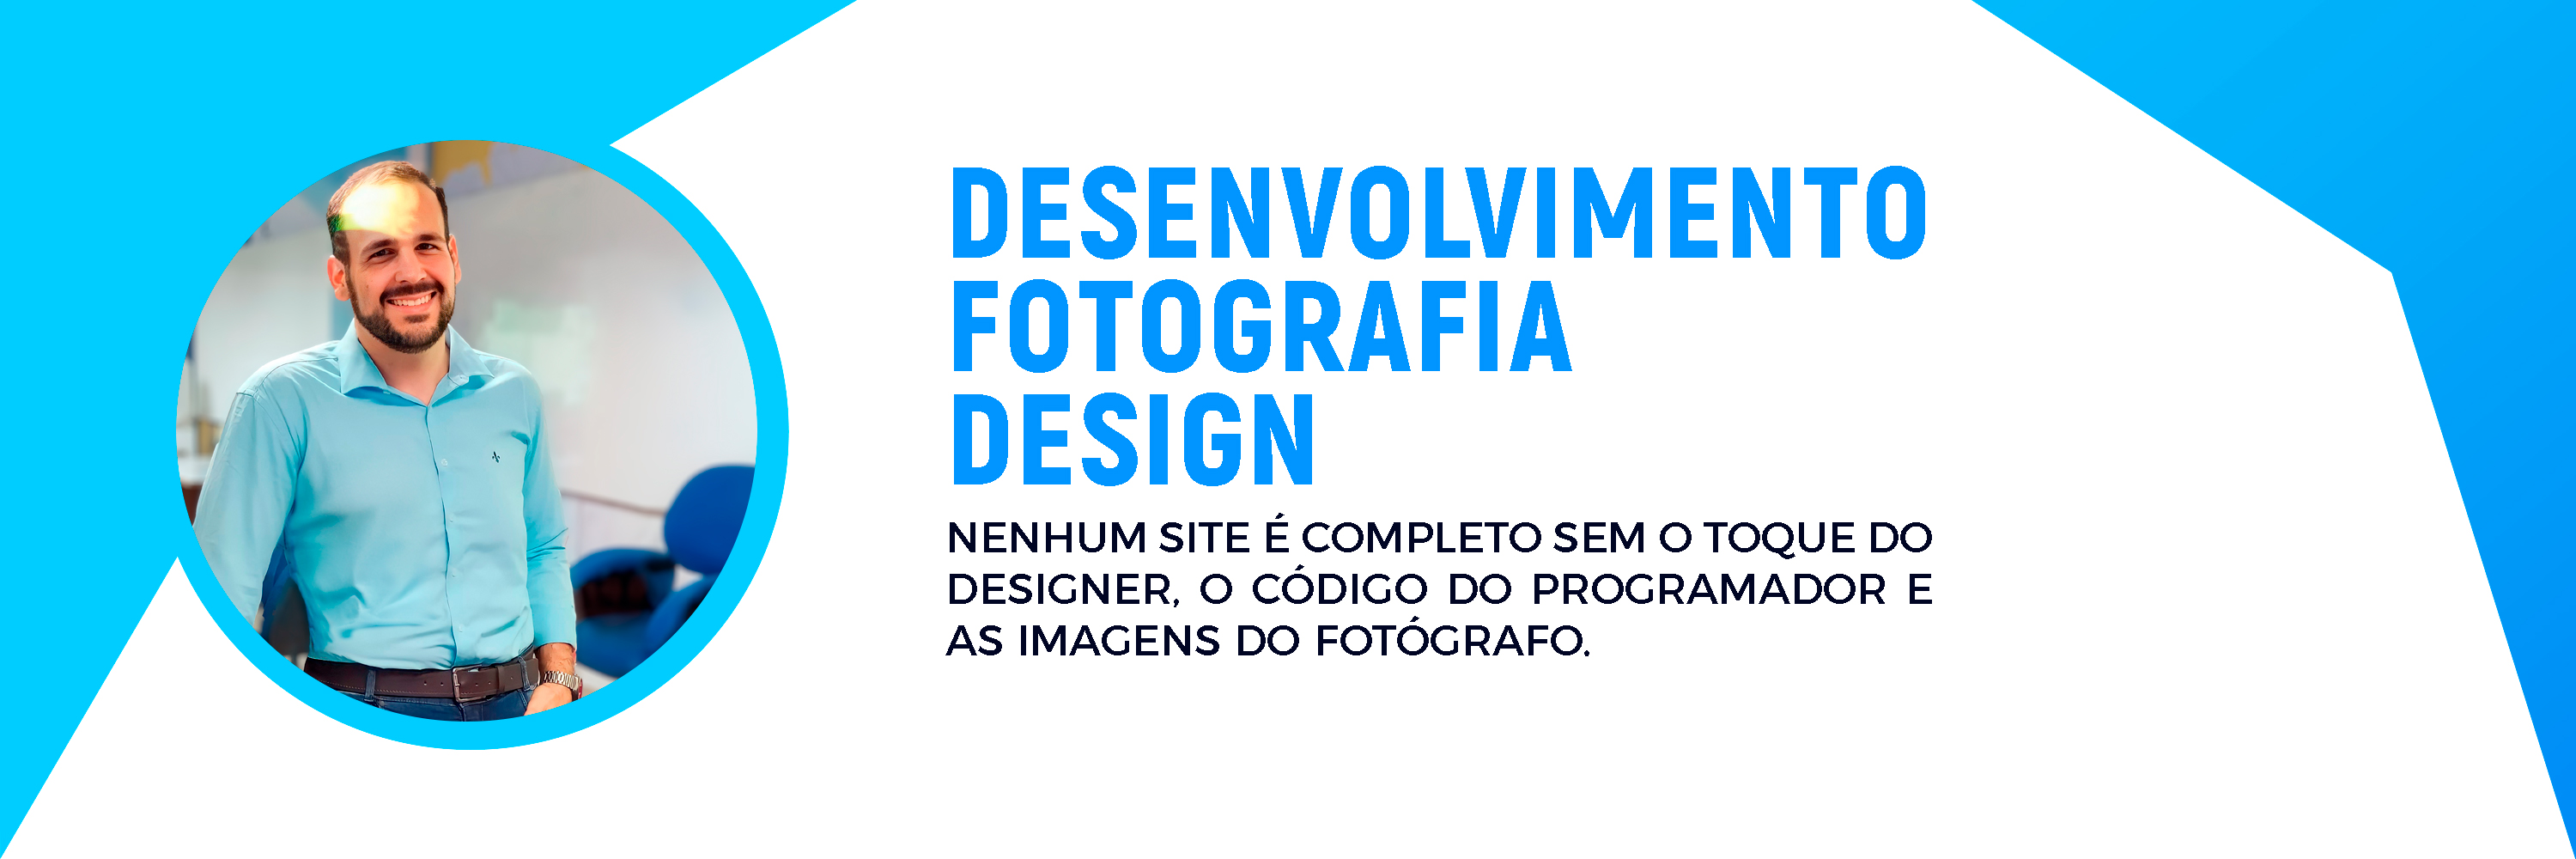 DESENVOLVIMENTO
FOTOGRAFIA
DESIGN
NENHUM SITE É COMPLETO SEM O TOQUE DO
DESIGNER, O CÓDIGO DO PROGRAMADOR E
AS IMAGENS DO FOTÓGRAFO.